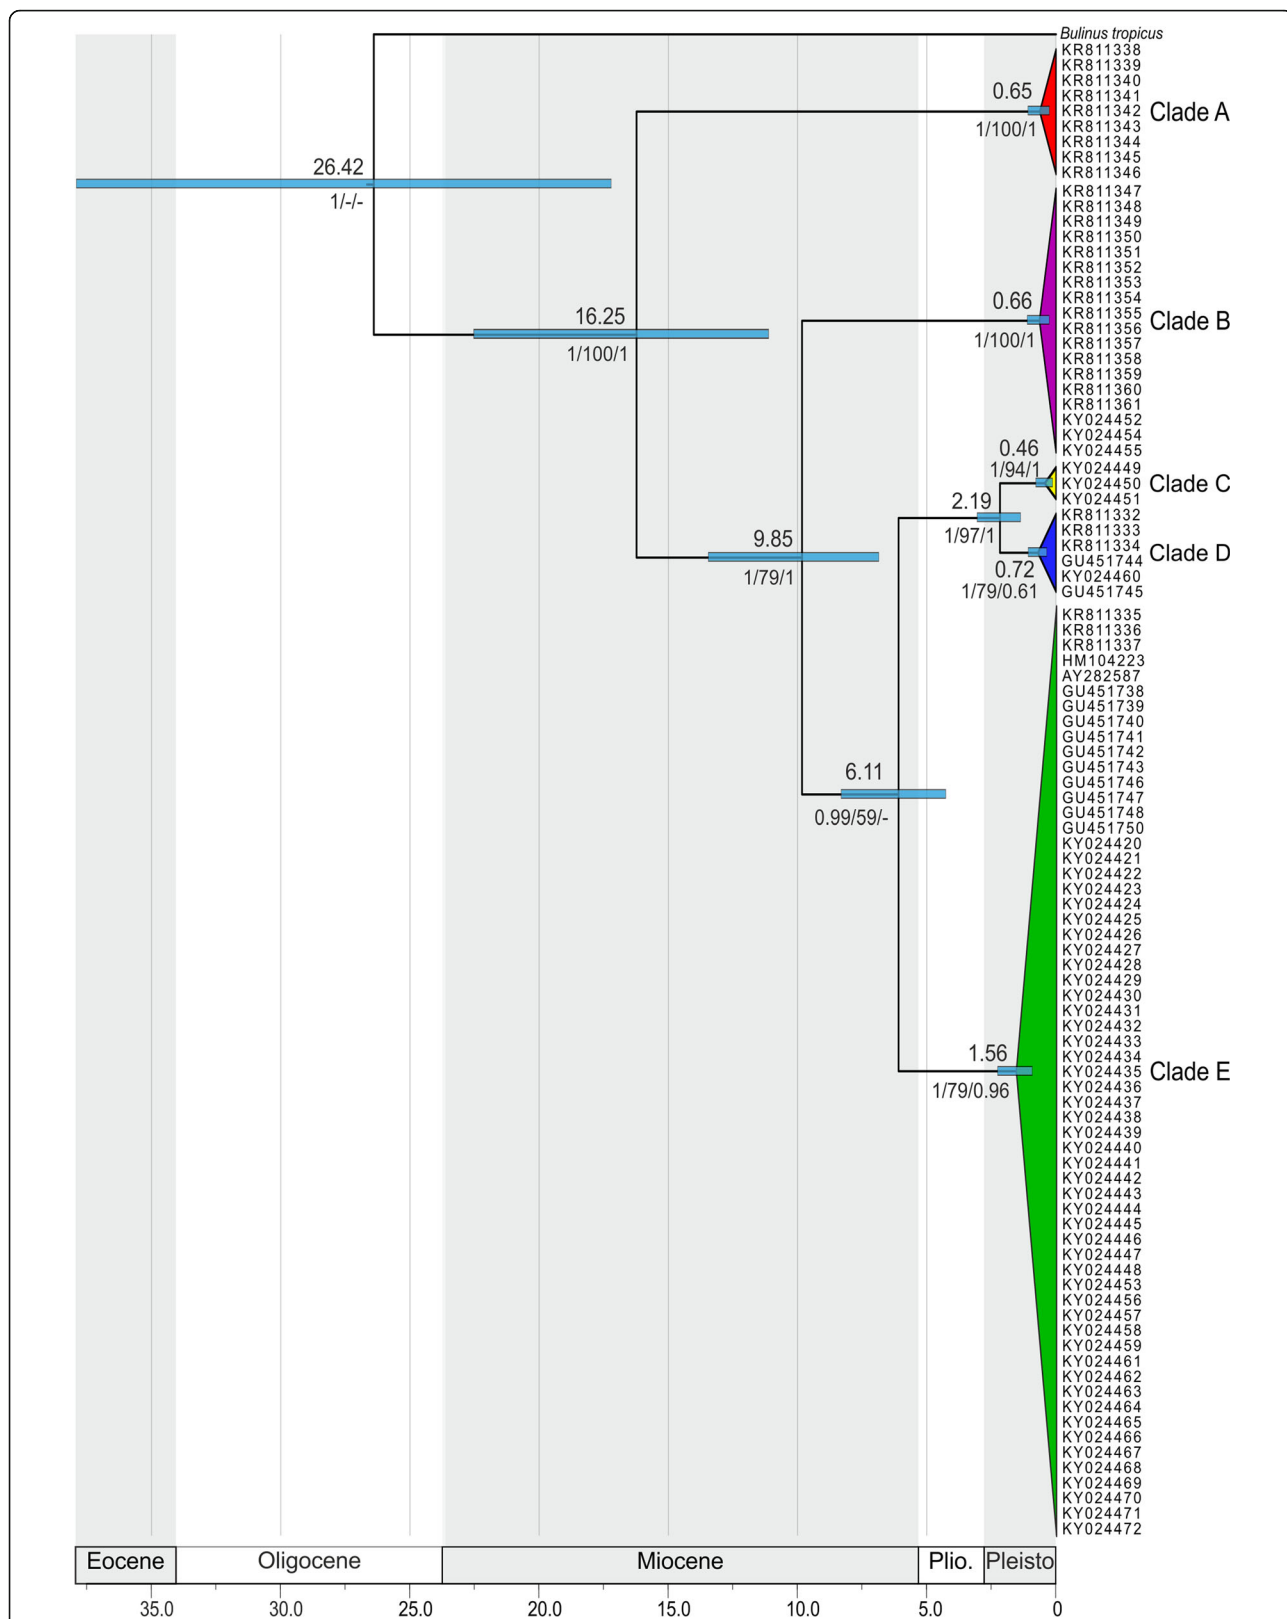 Bulinus tropicus
KR811338
KR811339
KR811340
KR811341
KR811342
KR811343
KR811344
KR811345
KR811346
0.65
1/100/1
Clade A
26.42
1/-/-
KR811347
KR811348
KR811349
KR811350
KR811351
KR811352
KR811353
KR811354
KR811355
KR811356
KR811357
KR811358
KR811359
KR811360
KR811361
KY024452
KY024454
KY024455
0.66
1/100/1
Clade B
16.25
1/100/1
0.46
1/94/1
KY024449
KY024450
KY024451
Clade C
2.19
1/97/1
KR811332
KR811333
KR811334
GU451744
KY024460
GU451745
Clade D
0.72
1/79/0.61
9.85
1/79/1
KR811335
KR811336
KR811337
HM104223
AY282587
GU451738
GU451739
GU451740
GU451741
GU451742
GU451743
GU451746
GU451747
GU451748
GU451750
KY024420
KY024421
KY024422
KY024423
KY024424
KY024425
KY024426
KY024427
KY024428
KY024429
KY024430
KY024431
KY024432
KY024433
KY024434
KY024435
KY024436
KY024437
KY024438
KY024439
KY024440
KY024441
KY024442
KY024443
KY024444
KY024445
KY024446
KY024447
KY024448
KY024453
KY024456
KY024457
KY024458
KY024459
KY024461
KY024462
KY024463
KY024464
KY024465
KY024466
KY024467
KY024468
KY024469
KY024470
KY024471
KY024472
6.11
0.99/59/-
1.56
1/79/0.96
Clade E
Eocene Oligocene Miocene Plio. Pleisto
35.0 30.0 25.0 20.0 15.0 10.0 5.0 0